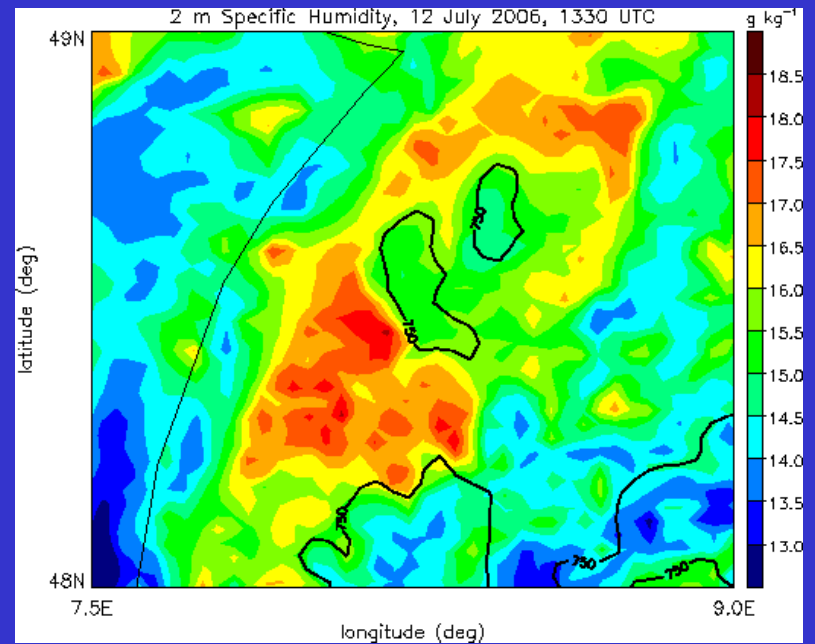 2 m Specific Humidity, 12 July 2006, 1330 UTC
g kg⁻¹
49N
18.5
18.0
17.5
17.0
16.5
16.0
15.5
15.0
14.5
14.0
13.5
13.0
750
750
750
750
750
latitude (deg)
48N
7.5E
9.0E
longitude (deg)